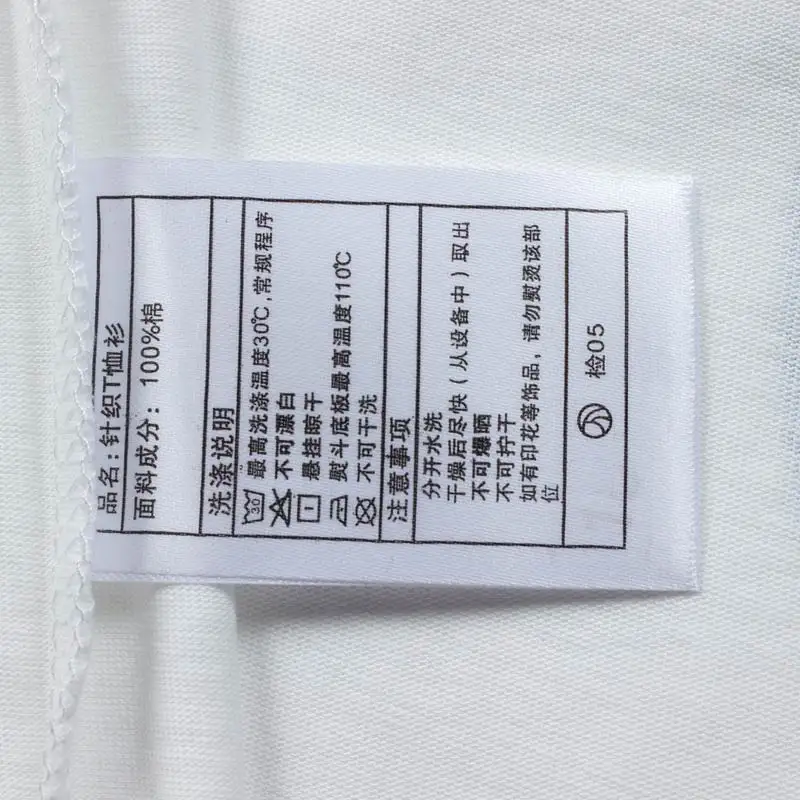 品名：针织T恤衫
面料成分：100%棉
洗涤说明
30 最高洗涤温度30℃，常规程序
不可漂白
悬挂晾干
熨斗底板最高温度110℃
不可干洗
注意事项
分开水洗
干燥后尽快（从设备中）取出
不可爆晒
不可拧干
如有印花等饰品，请勿熨烫该部
位
检05